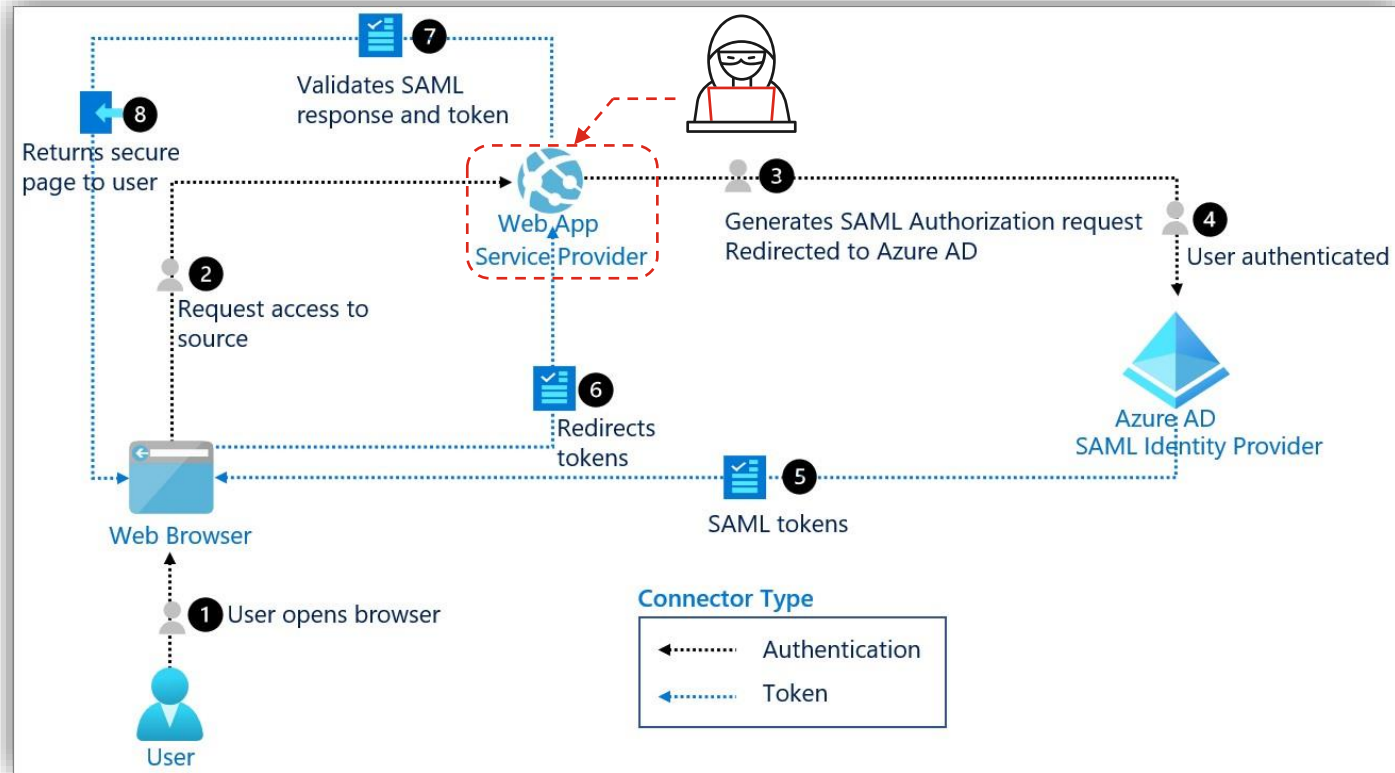 7
Validates SAML
response and token
8
Returns secure
page to user
Web App
Service Provider
3
Generates SAML Authorization request
Redirected to Azure AD
4
User authenticated
2
Request access to
source
6
Redirects
tokens
Azure AD
SAML Identity Provider
5
SAML tokens
Web Browser
1
User opens browser
User
Connector Type
Authentication
Token